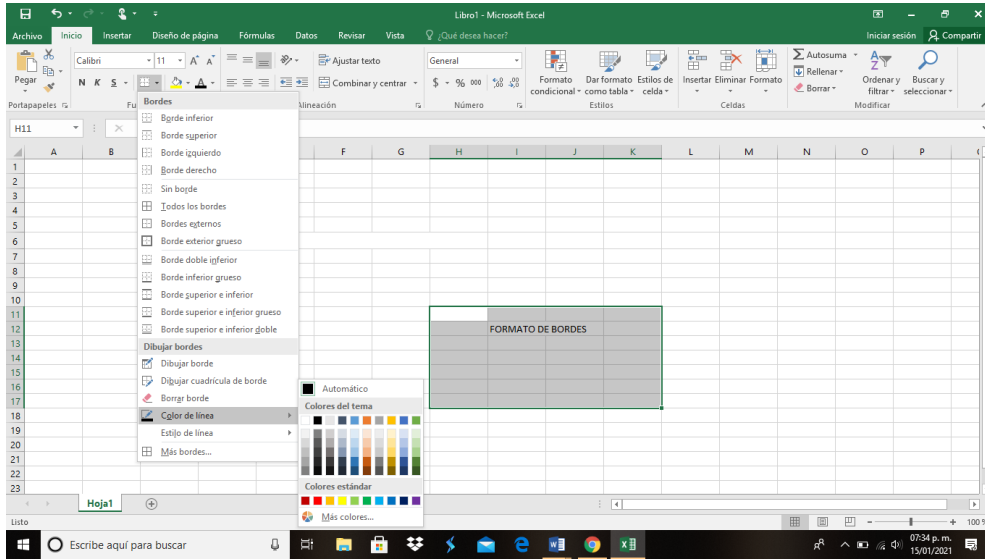 Libro1 - Microsoft Excel
Archivo Inicio Insertar Diseño de página Fórmulas Datos Revisar Vista ¿Qué desea hacer? Iniciar sesión Compartir
Pegar
Calibri 11 A A
N K S A
Ajustar texto
Combinar y centrar
General
$ % 000
Formato condicional
Dar formato como tabla
Estilos de celda
Insertar Eliminar Formato
Autosuma
Rellenar
Borrar
Ordenar y filtrar
Buscar y seleccionar
Portapapeles Fu Alineación Número Estilos Celdas Modificar
H11
A B F G H I J K L M N O P
1
2
3
4
5
6
7
8
9
10
11
12
13
14
15
16
17
18
19
20
21
22
23
Bordes
Borde inferior
Borde superior
Borde izquierdo
Borde derecho
Sin borde
Todos los bordes
Bordes externos
Borde exterior grueso
Borde doble inferior
Borde inferior grueso
Borde superior e inferior
Borde superior e inferior grueso
Borde superior e inferior doble
Dibujar bordes
Dibujar borde
Dibujar cuadrícula de borde
Borrar borde
Color de línea
Estilo de línea
Más bordes...
Automático
Colores del tema
Colores estándar
Más colores...
FORMATO DE BORDES
Hoja1
Listo
100 %
Escribe aquí para buscar
07:34 p. m.
15/01/2021